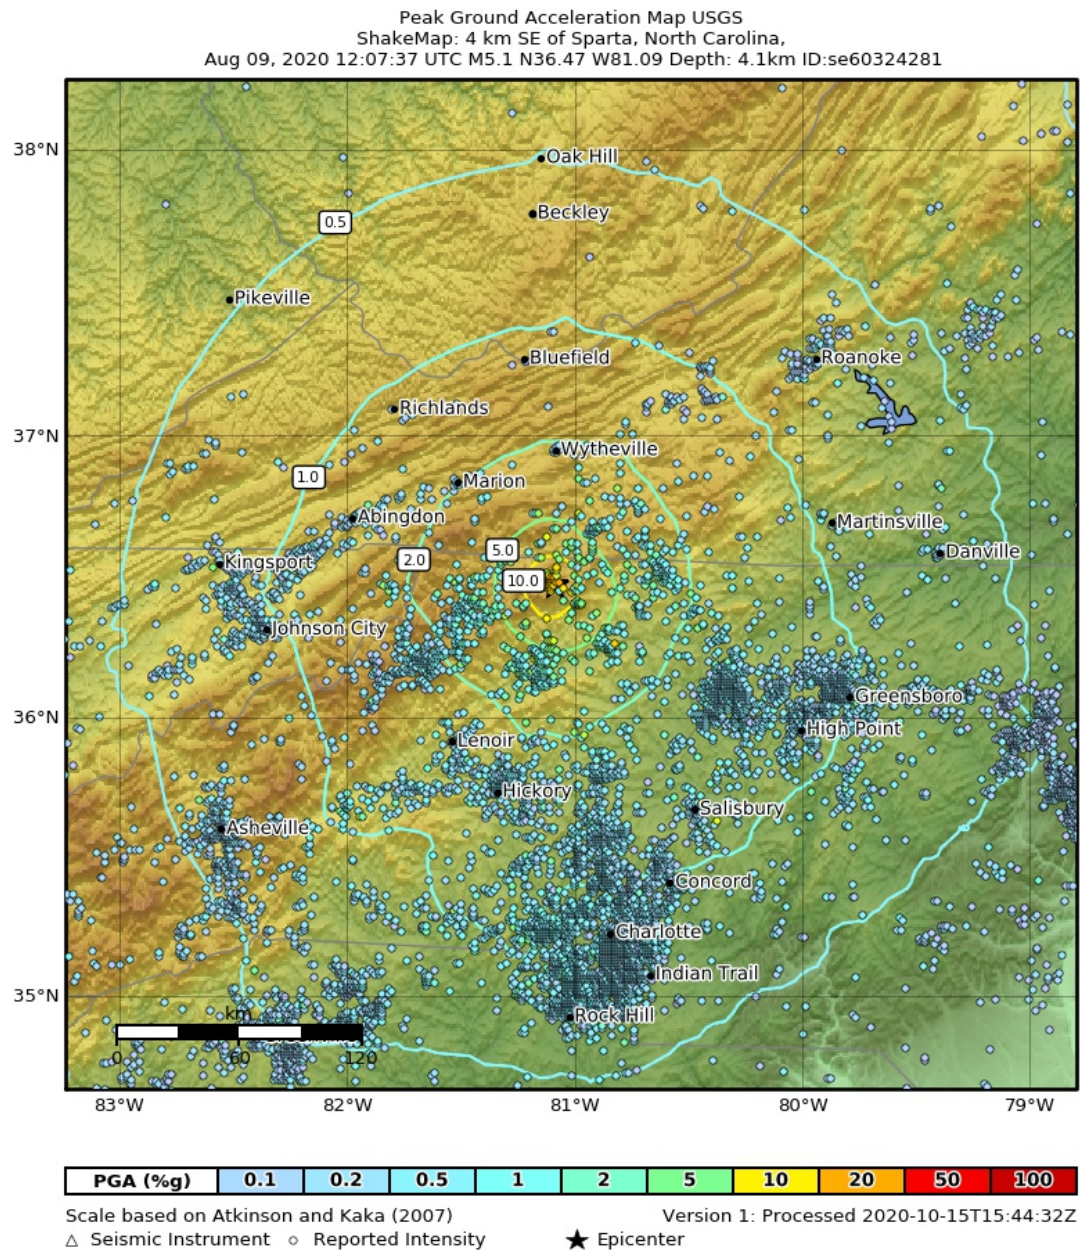 Peak Ground Acceleration Map USGS
ShakeMap: 4 km SE of Sparta, North Carolina,
Aug 09, 2020 12:07:37 UTC M5.1 N36.47 W81.09 Depth: 4.1km ID:se60324281
38°N
Oak Hill
Beckley
0.5
Pikeville
Bluefield
Roanoke
Richlands
37°N
Wytheville
1.0
Marion
Abingdon
Martinsville
2.0
5.0
Danville
Kingsport
10.0
Johnson City
Greensboro
36°N
High Point
Lenoir
Hickory
Salisbury
Asheville
Concord
Charlotte
Indian Trail
35°N
km
Rock Hill
0
60
120
83°W
82°W
81°W
80°W
79°W
PGA (%g) 0.1 0.2 0.5 1 2 5 10 20 50 100
Scale based on Atkinson and Kaka (2007)
Version 1: Processed 2020-10-15T15:44:32Z
△ Seismic Instrument ○ Reported Intensity ★ Epicenter